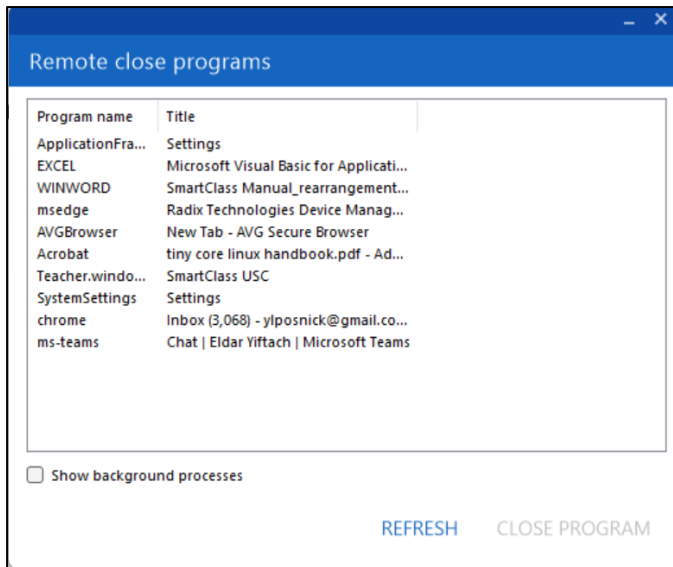 Remote close programs
Program name Title
ApplicationFra... Settings
EXCEL Microsoft Visual Basic for Applicati...
WINWORD SmartClass Manual_rearrangement...
msedge Radix Technologies Device Manag...
AVGBrowser New Tab - AVG Secure Browser
Acrobat tiny core linux handbook.pdf - Ad...
Teacher.windo... SmartClass USC
SystemSettings Settings
chrome Inbox (3,068) - ylposnick@gmail.co...
ms-teams Chat | Eldar Yiftach | Microsoft Teams
Show background processes
REFRESH CLOSE PROGRAM